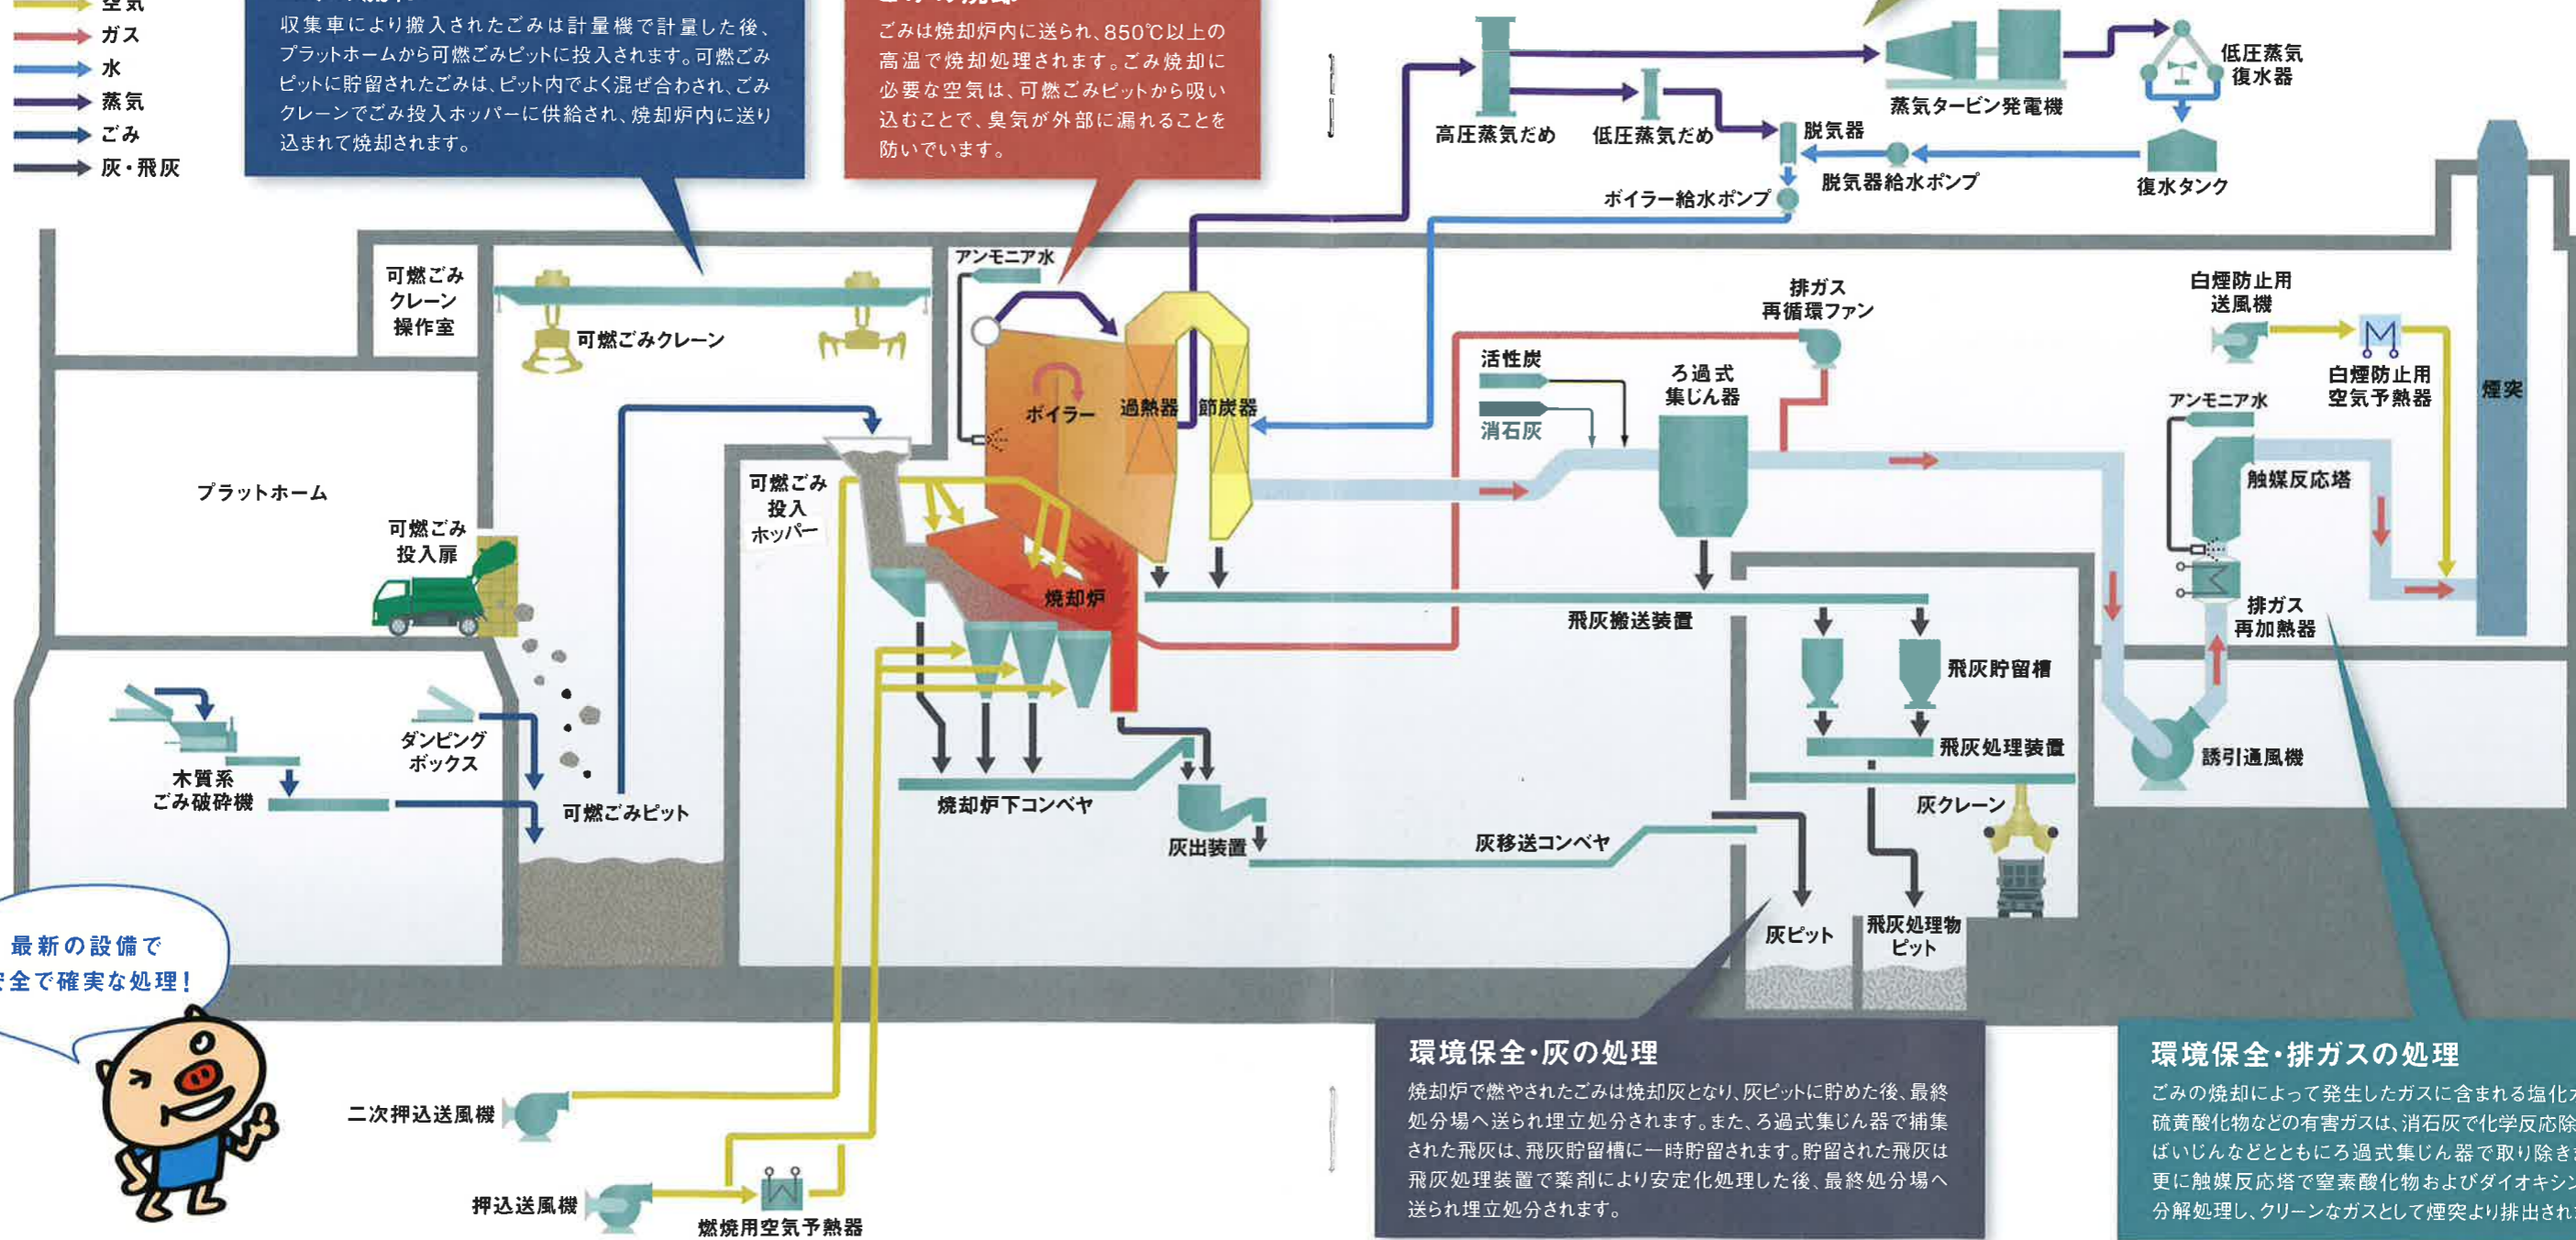 空気
ガス
水
蒸気
ごみ
灰・飛灰
収集車により搬入されたごみは計量機で計量した後、
プラットホームから可燃ごみピットに投入されます。可燃ごみ
ピットに貯留されたごみは、ピット内でよく混ぜ合わされ、ごみ
クレーンでごみ投入ホッパーに供給され、焼却炉内に送り
込まれて焼却されます。
ごみは焼却炉内に送られ、850℃以上の
高温で焼却処理されます。ごみ焼却に
必要な空気は、可燃ごみピットから吸い
込むことで、臭気が外部に漏れることを
防いでいます。
高圧蒸気だめ
低圧蒸気だめ
脱気器
蒸気タービン発電機
低圧蒸気
復水器
脱気器給水ポンプ
復水タンク
ボイラー給水ポンプ
可燃ごみ
クレーン
操作室
可燃ごみクレーン
アンモニア水
ボイラー
過熱器
節炭器
排ガス
再循環ファン
活性炭
消石灰
ろ過式
集じん器
白煙防止用
送風機
白煙防止用
空気予熱器
煙突
アンモニア水
触媒反応塔
排ガス
再加熱器
プラットホーム
可燃ごみ
投入扉
可燃ごみ
投入
ホッパー
焼却炉
飛灰搬送装置
飛灰貯留槽
飛灰処理装置
誘引通風機
ダンピング
ボックス
木質系
ごみ破砕機
可燃ごみピット
焼却炉下コンベヤ
灰出装置
灰移送コンベヤ
灰クレーン
灰ピット
飛灰処理物
ピット
最新の設備で
全で確実な処理!
二次押込送風機
押込送風機
燃焼用空気予熱器
環境保全・灰の処理
焼却炉で燃やされたごみは焼却灰となり、灰ピットに貯めた後、最終
処分場へ送られ埋立処分されます。また、ろ過式集じん器で捕集
された飛灰は、飛灰貯留槽に一時貯留されます。貯留された飛灰は
飛灰処理装置で薬剤により安定化処理した後、最終処分場へ
送られ埋立処分されます。
環境保全・排ガスの処理
ごみの焼却によって発生したガスに含まれる塩化
硫黄酸化物などの有害ガスは、消石灰で化学反応除
ばいじんなどとともにろ過式集じん器で取り除き
更に触媒反応塔で窒素酸化物およびダイオキシン
分解処理し、クリーンなガスとして煙突より排出され